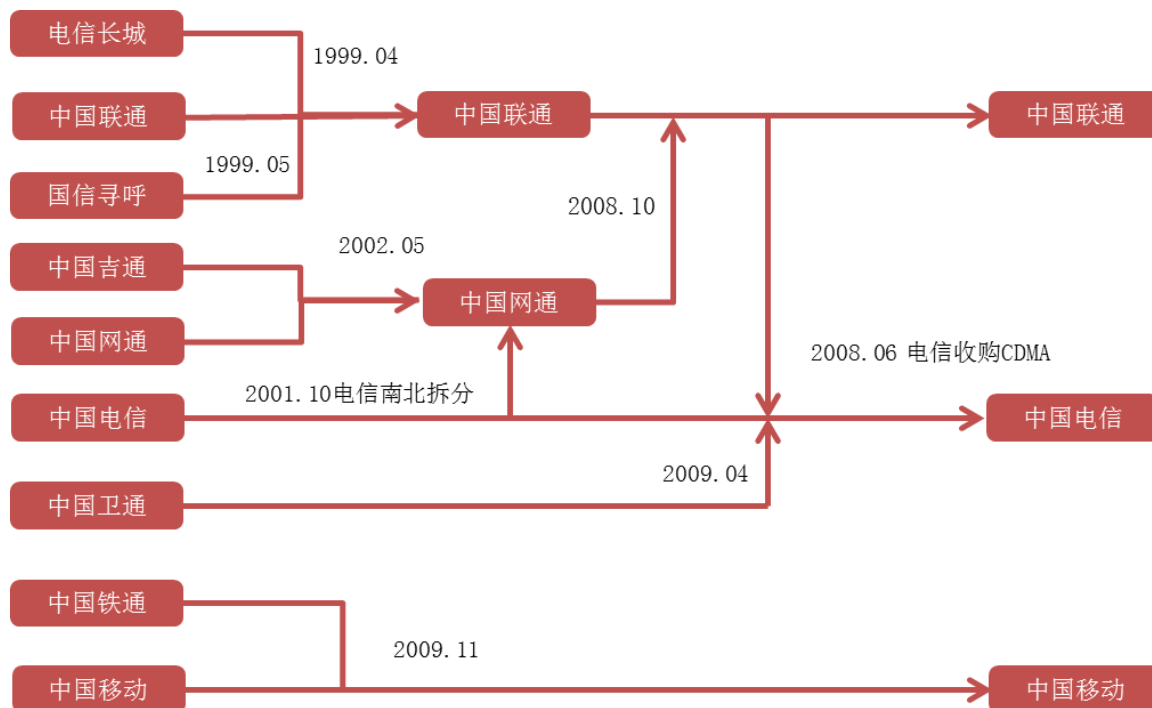 电信长城
1999.04
中国联通
中国联通
中国联通
1999.05
国信寻呼
2008.10
中国吉通
2002.05
中国网通
中国网通
2008.06 电信收购CDMA
2001.10电信南北拆分
中国电信
中国电信
2009.04
中国卫通
中国铁通
2009.11
中国移动
中国移动